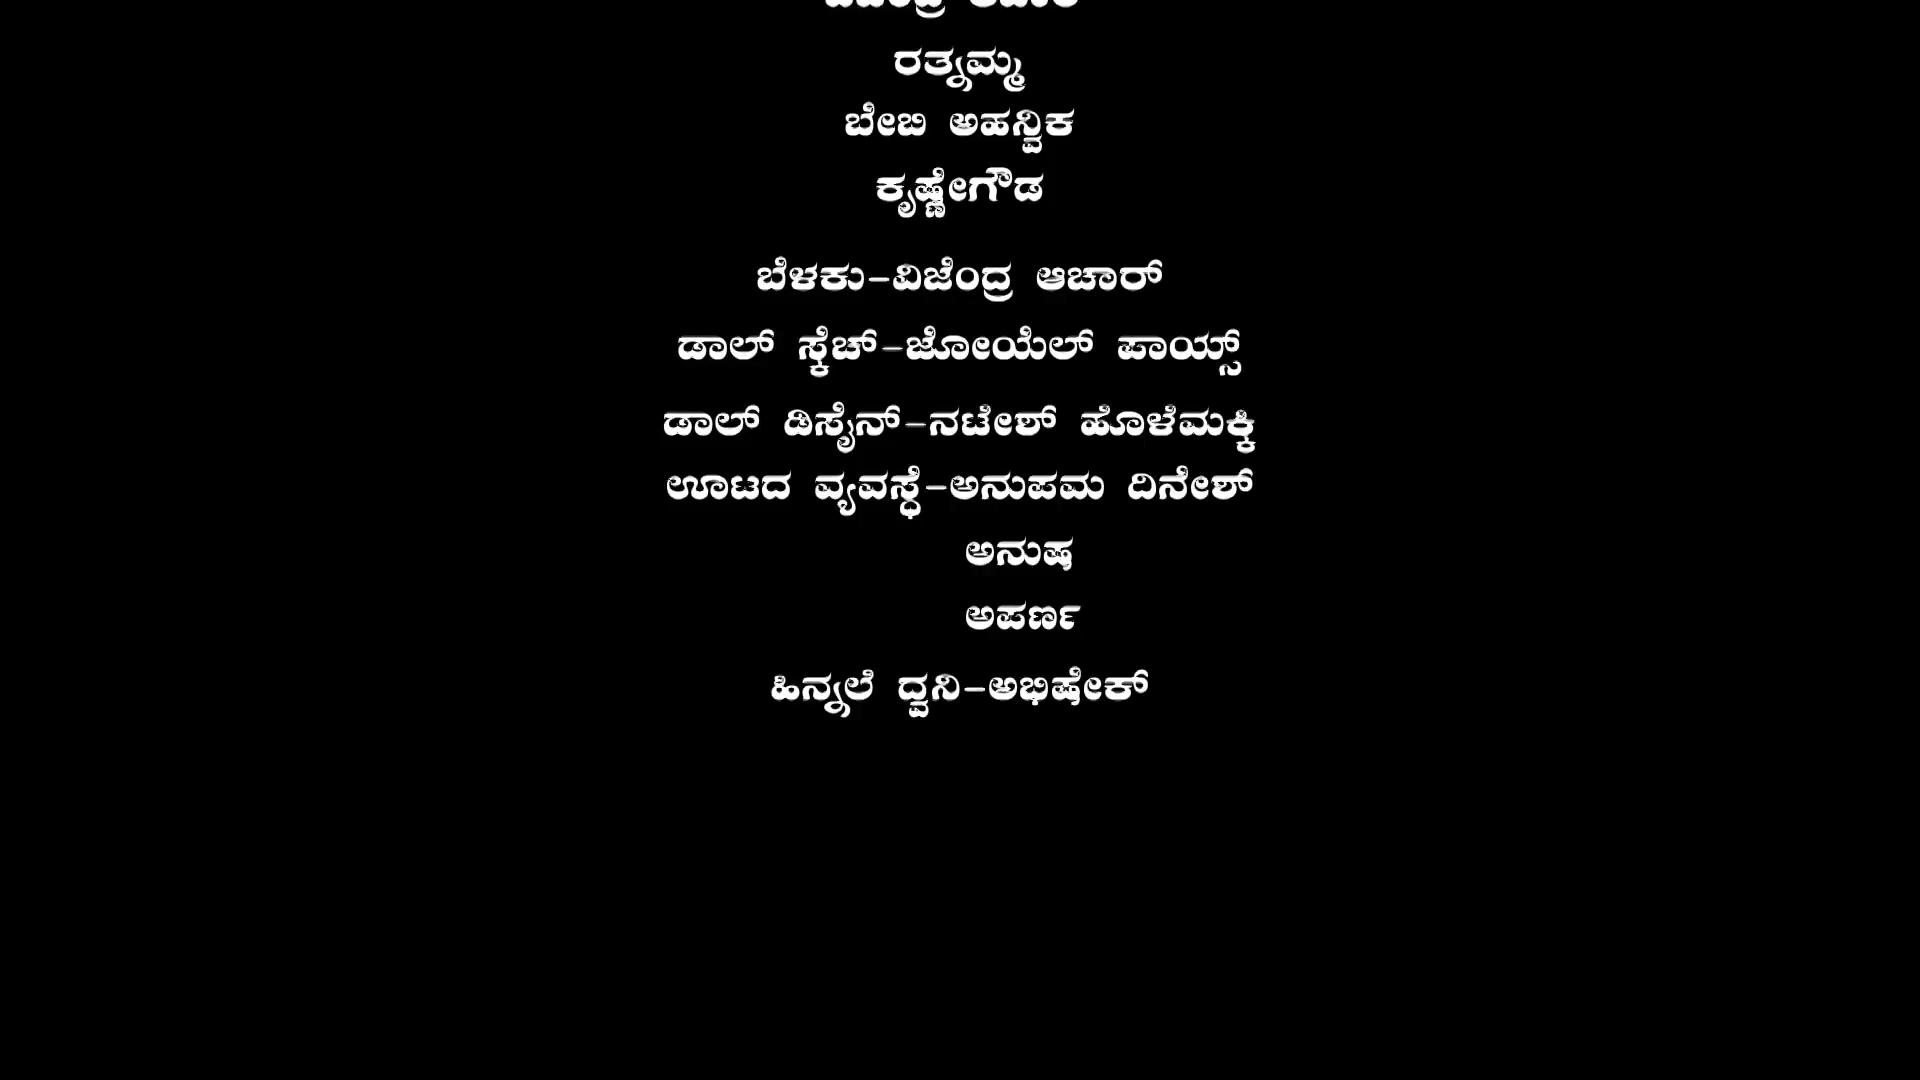 ರತ್ನಮ್ಮ
ಬೇಬಿ ಅಹನ್ವಿಕ
ಕೃಷ್ಣೇಗೌಡ
ಬೆಳಕು-ವಿಜೇಂದ್ರ ಆಚಾರ್
ಡಾಲ್ ಸ್ಕೆಚ್-ಜೋಯೆಲ್ ಪಾಯ್ಸ್
ಡಾಲ್ ಡಿಸೈನ್-ನಟೇಶ್ ಹೊಳೆಮಕ್ಕಿ
ಊಟದ ವ್ಯವಸ್ಥೆ-ಅನುಪಮ ದಿನೇಶ್
ಅನುಷ
ಅಪರ್ಣ
ಹಿನ್ನಲೆ ದ್ವನಿ-ಅಭಿಷೇಕ್